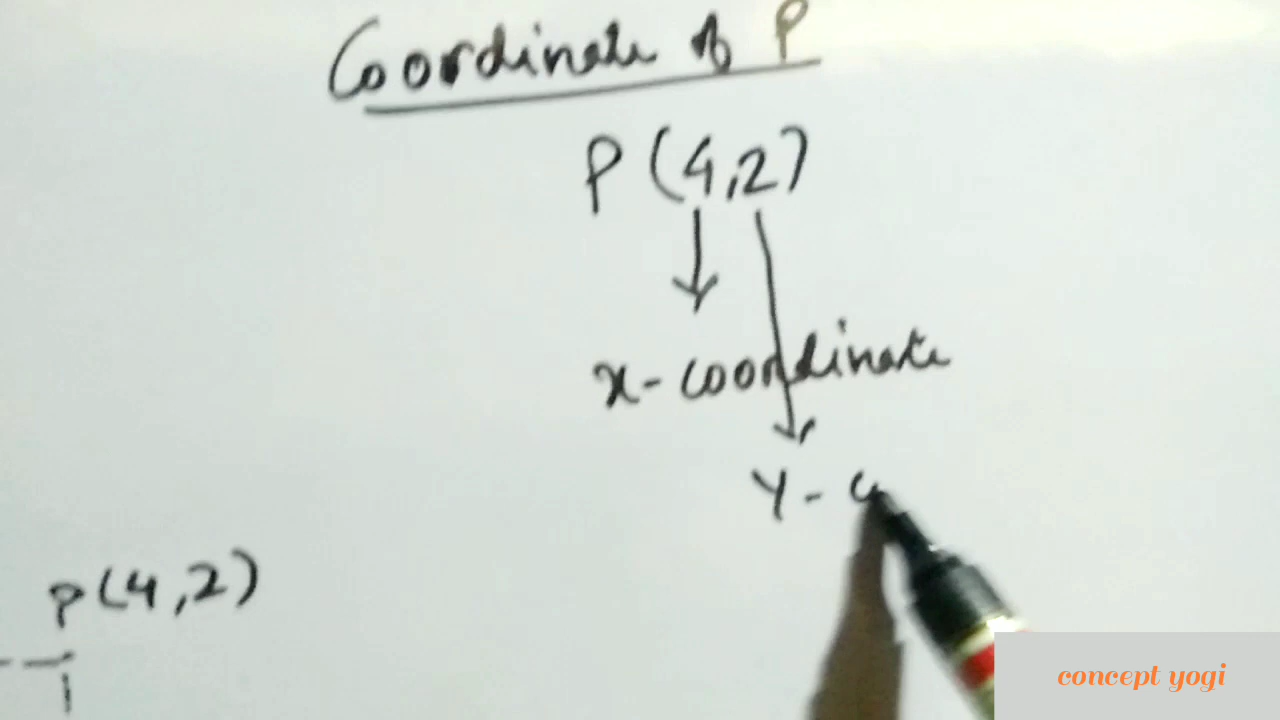 Coordinate of P
P (4,2)
x-coordinate
Y- c
P(4,2)
concept yogi